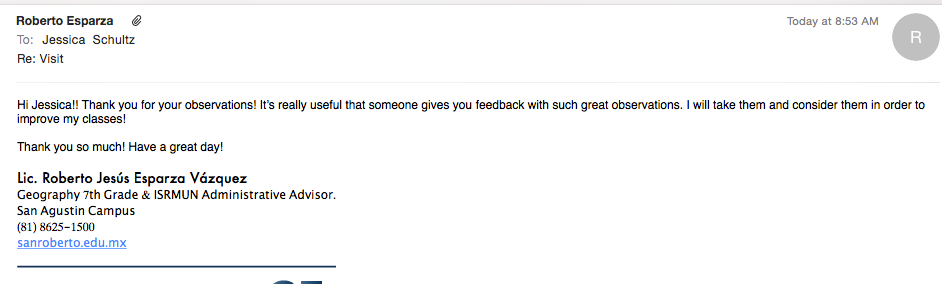 Roberto Esparza
Today at 8:53 AM
R
To: Jessica Schultz
Re: Visit
Hi Jessica!! Thank you for your observations! It's really useful that someone gives you feedback with such great observations. I will take them and consider them in order to
improve my classes!
Thank you so much! Have a great day!
Lic. Roberto Jesús Esparza Vázquez
Geography 7th Grade & ISRMUN Administrative Advisor.
San Agustin Campus
(81) 8625-1500
sanroberto.edu.mx